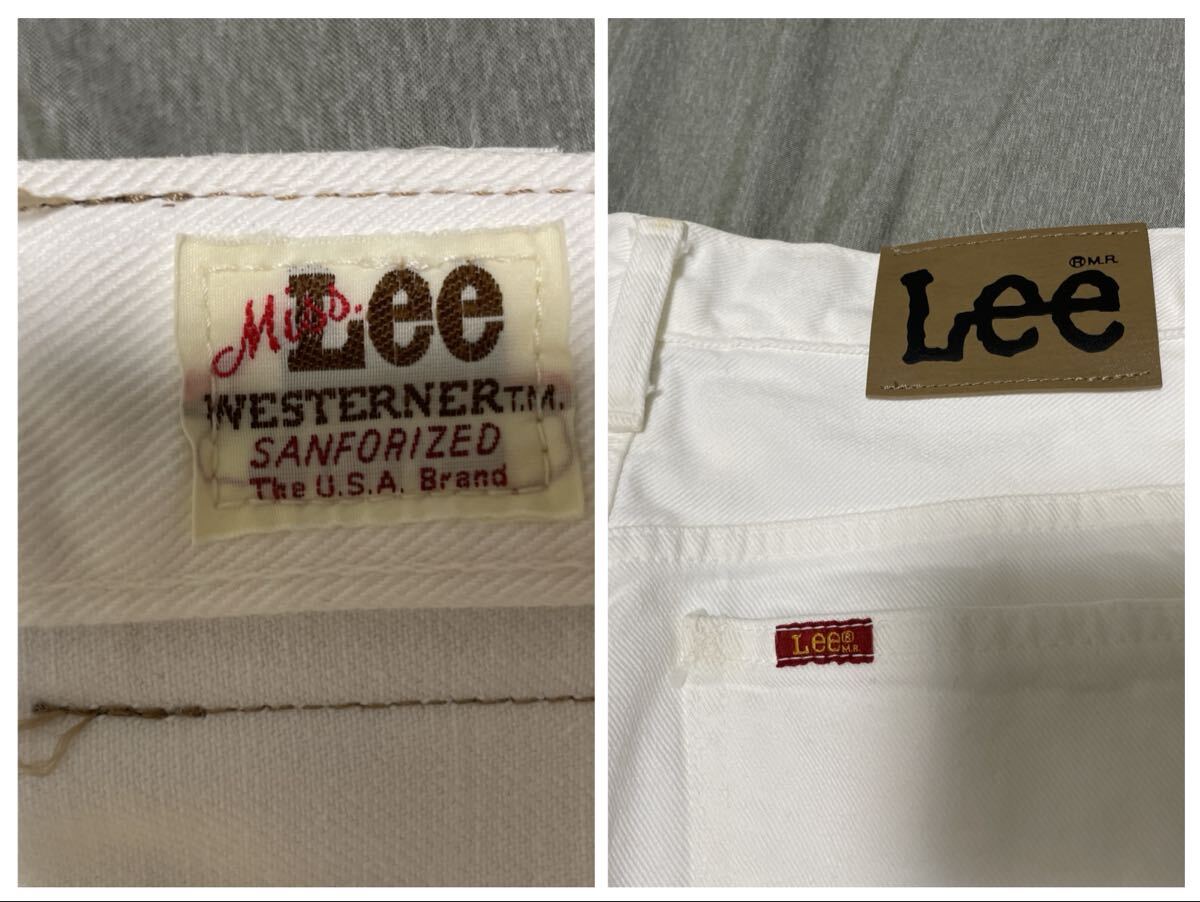 Miss. Lee
WESTERNER T.M.
SANFORIZED
The U.S.A. Brand
Lee ® M.R.
Lee ® M.R.